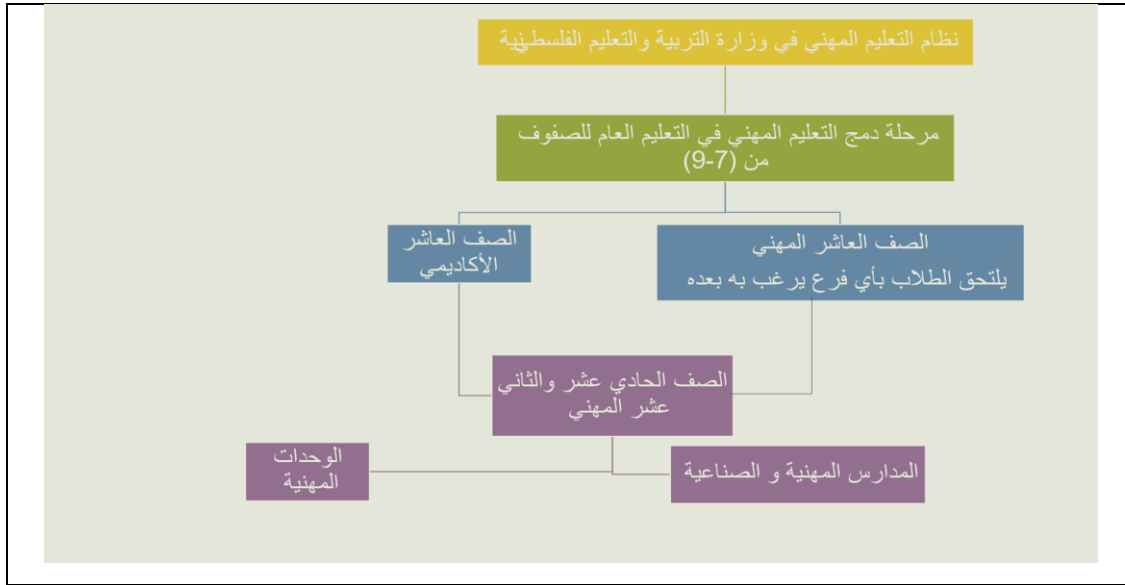 نظام التعليم المهني في وزارة التربية والتعليم الفلسطينية
مرحلة دمج التعليم المهني في التعليم العام للصفوف
من (7-9)
الصف العاشر المهني
يلتحق الطلاب بأي فرع يرغب به بعده
الصف العاشر
الأكاديمي
الصف الحادي عشر والثاني
عشر المهني
المدارس المهنية و الصناعية
الوحدات
المهنية